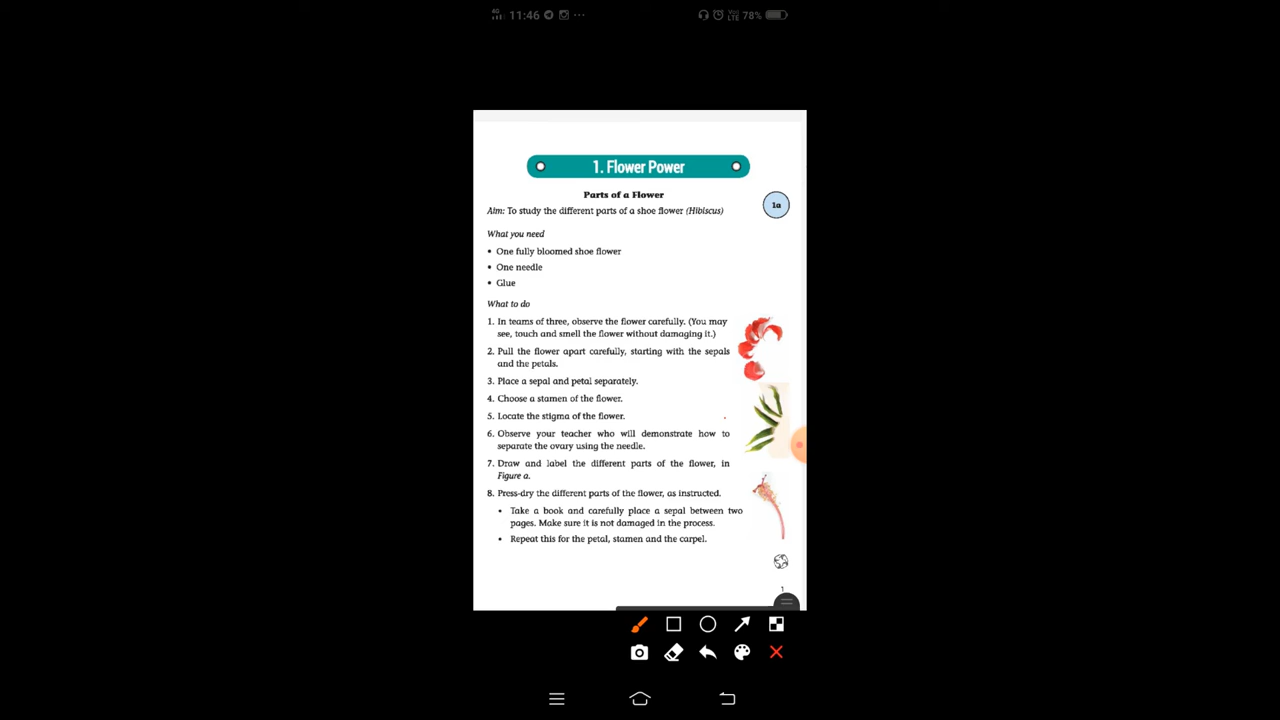 4G 11:46 ... Vo) LTE 78%
1. Flower Power
Parts of a Flower
1a
Aim: To study the different parts of a shoe flower (Hibiscus)
What you need
• One fully bloomed shoe flower
• One needle
• Glue
What to do
1. In teams of three, observe the flower carefully. (You may
see, touch and smell the flower without damaging it.)
2. Pull the flower apart carefully, starting with the sepals
and the petals.
3. Place a sepal and petal separately.
4. Choose a stamen of the flower.
5. Locate the stigma of the flower.
6. Observe your teacher who will demonstrate how to
separate the ovary using the needle.
7. Draw and label the different parts of the flower, in
Figure a.
8. Press-dry the different parts of the flower, as instructed.
• Take a book and carefully place a sepal between two
pages. Make sure it is not damaged in the process.
• Repeat this for the petal, stamen and the carpel.
1